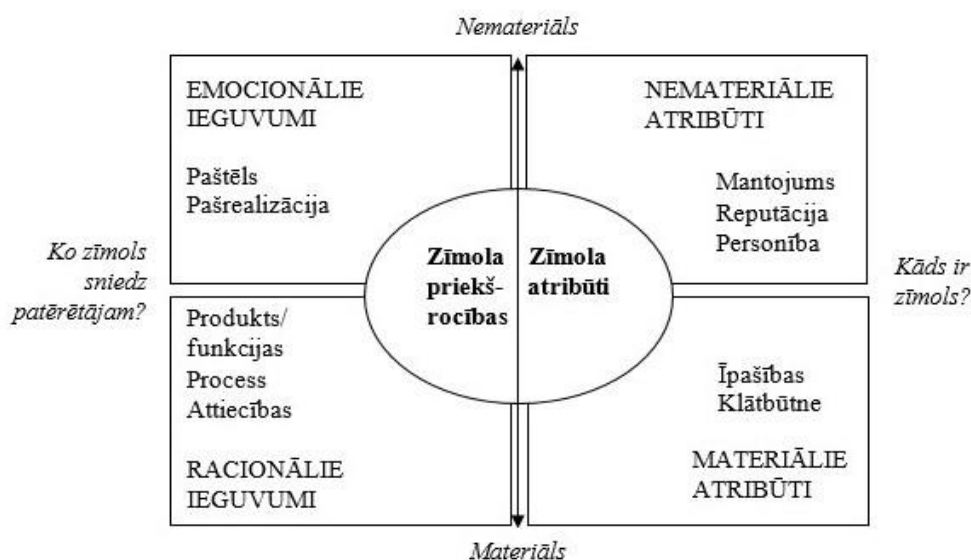 Nemateriāls
EMOCIONĀLIE
IEGUVUMI
Paštēls
Pašrealizācija
NEMATERIĀLIE
ATRIBŪTI
Mantojums
Reputācija
Personība
Ko zīmols
sniedz
patērētājam?
Zīmola
priekš-
rocības
Zīmola
atribūti
Kāds ir
zīmols?
Produkts/
funkcijas
Process
Attiecības
RACIONĀLIE
IEGUVUMI
Īpašības
Klātbūtne
MATERIĀLIE
ATRIBŪTI
Materiāls